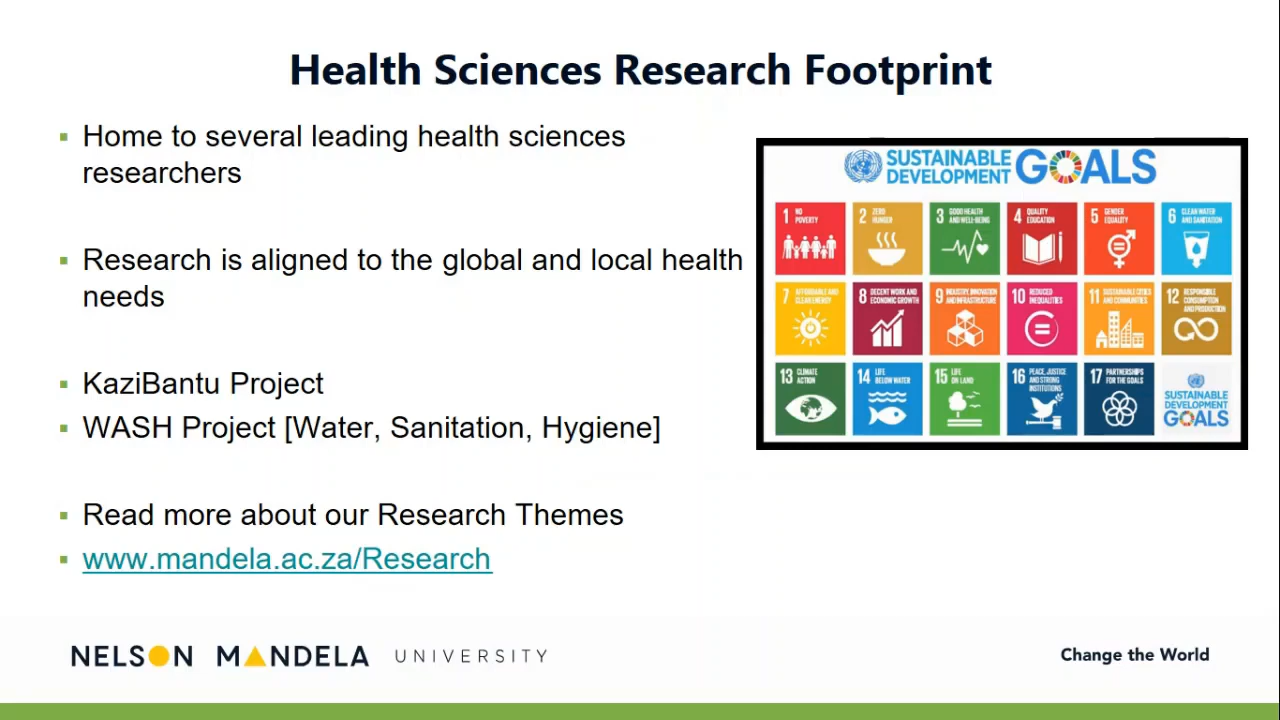 Health Sciences Research Footprint
Home to several leading health sciences
researchers
Research is aligned to the global and local health
needs
KaziBantu Project
WASH Project [Water, Sanitation, Hygiene]
Read more about our Research Themes
www.mandela.ac.za/Research
SUSTAINABLE
DEVELOPMENT
GOALS
1 NO
POVERTY
2 ZERO
HUNGER
3 GOOD HEALTH
AND WELL-BEING
4 QUALITY
EDUCATION
5 GENDER
EQUALITY
6 CLEAN WATER
AND SANITATION
7 AFFORDABLE AND
CLEAN ENERGY
8 DECENT WORK AND
ECONOMIC GROWTH
9 INDUSTRY, INNOVATION
AND INFRASTRUCTURE
10 REDUCED
INEQUALITIES
11 SUSTAINABLE CITIES
AND COMMUNITIES
12 RESPONSIBLE
CONSUMPTION
AND PRODUCTION
13 CLIMATE
ACTION
14 LIFE
BELOW WATER
15 LIFE
ON LAND
16 PEACE, JUSTICE
AND STRONG
INSTITUTIONS
17 PARTNERSHIPS
FOR THE GOALS
SUSTAINABLE
DEVELOPMENT
GOALS
NELSON MANDELA UNIVERSITY
Change the World